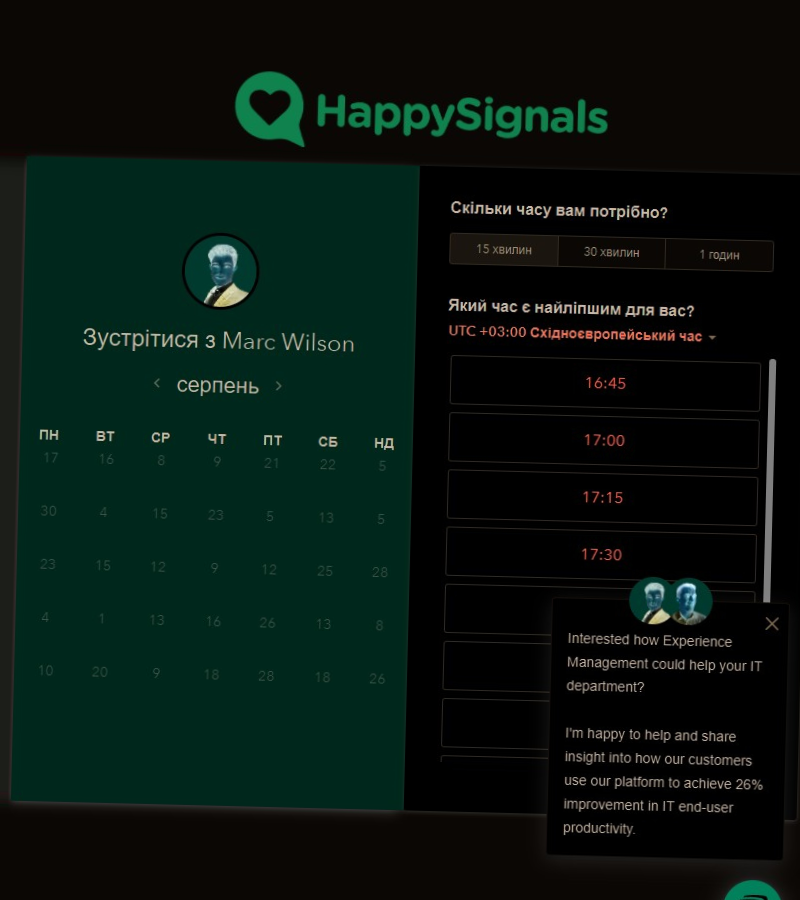 HappySignals
Зустрітися з Marc Wilson
серпень
ПН ВТ СР ЧТ ПТ СБ НД
17 16 8 9 21 22 5
30 4 15 23 5 13 5
23 15 12 9 12 25 28
4 1 13 16 26 13 8
10 20 9 18 28 18 26
Скільки часу вам потрібно?
15 хвилин 30 хвилин 1 годин
Який час є найліпшим для вас?
UTC +03:00 Східноєвропейський час
16:45
17:00
17:15
17:30
Interested how Experience
Management could help your IT
department?
I'm happy to help and share
insight into how our customers
use our platform to achieve 26%
improvement in IT end-user
productivity.